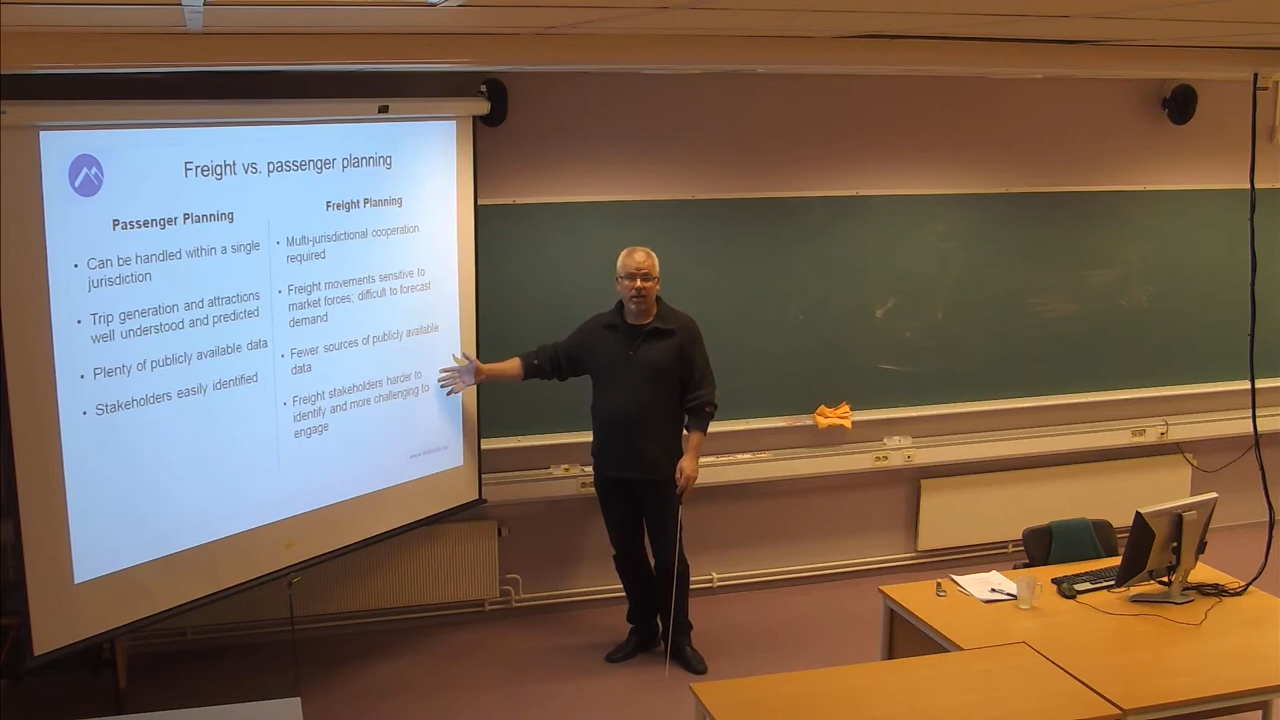 Freight vs. passenger planning
Passenger Planning
• Can be handled within a single
jurisdiction
• Trip generation and attractions
well understood and predicted
• Plenty of publicly available data
• Stakeholders easily identified
Freight Planning
• Multi-jurisdictional cooperation
required
• Freight movements sensitive to
market forces; difficult to forecast
demand
• Fewer sources of publicly available
data
• Freight stakeholders harder to
identify and more challenging to
engage